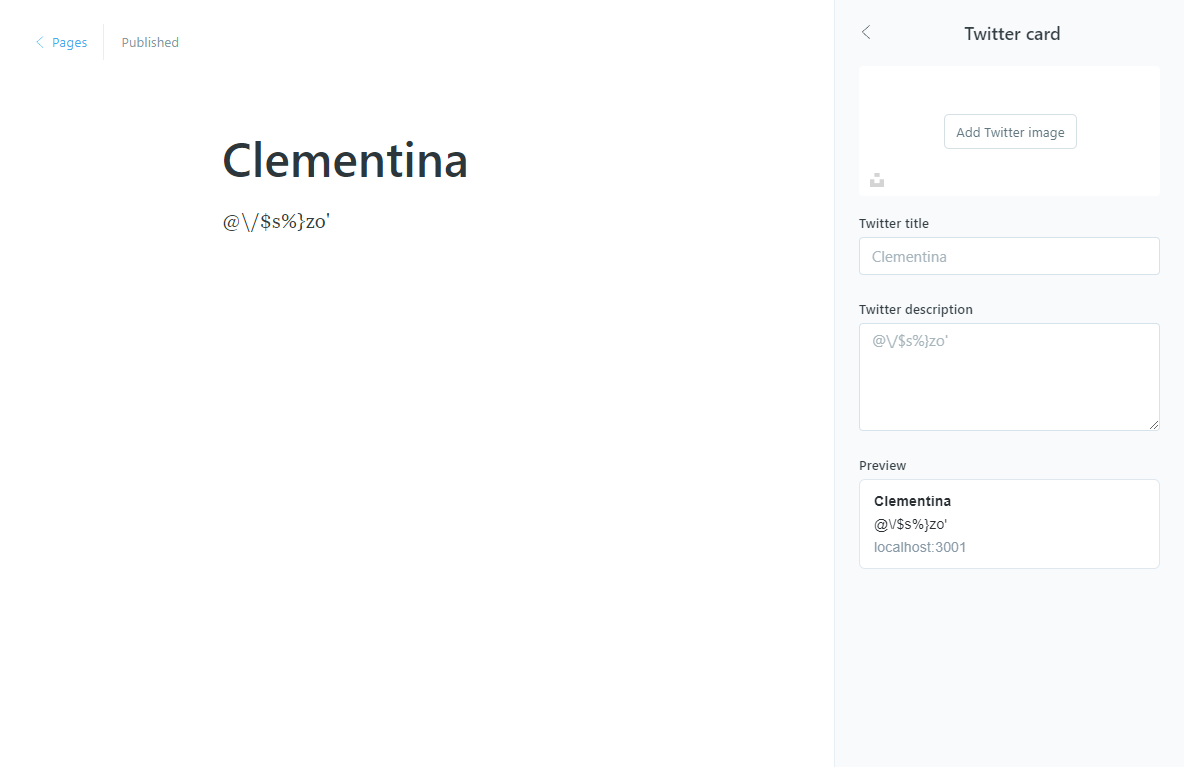 Pages
Published
Clementina
@\/$s%}zo'
Twitter card
Add Twitter image
Twitter title
Clementina
Twitter description
@\/$s%}zo'
Preview
Clementina
@\/$s%}zo'
localhost:3001